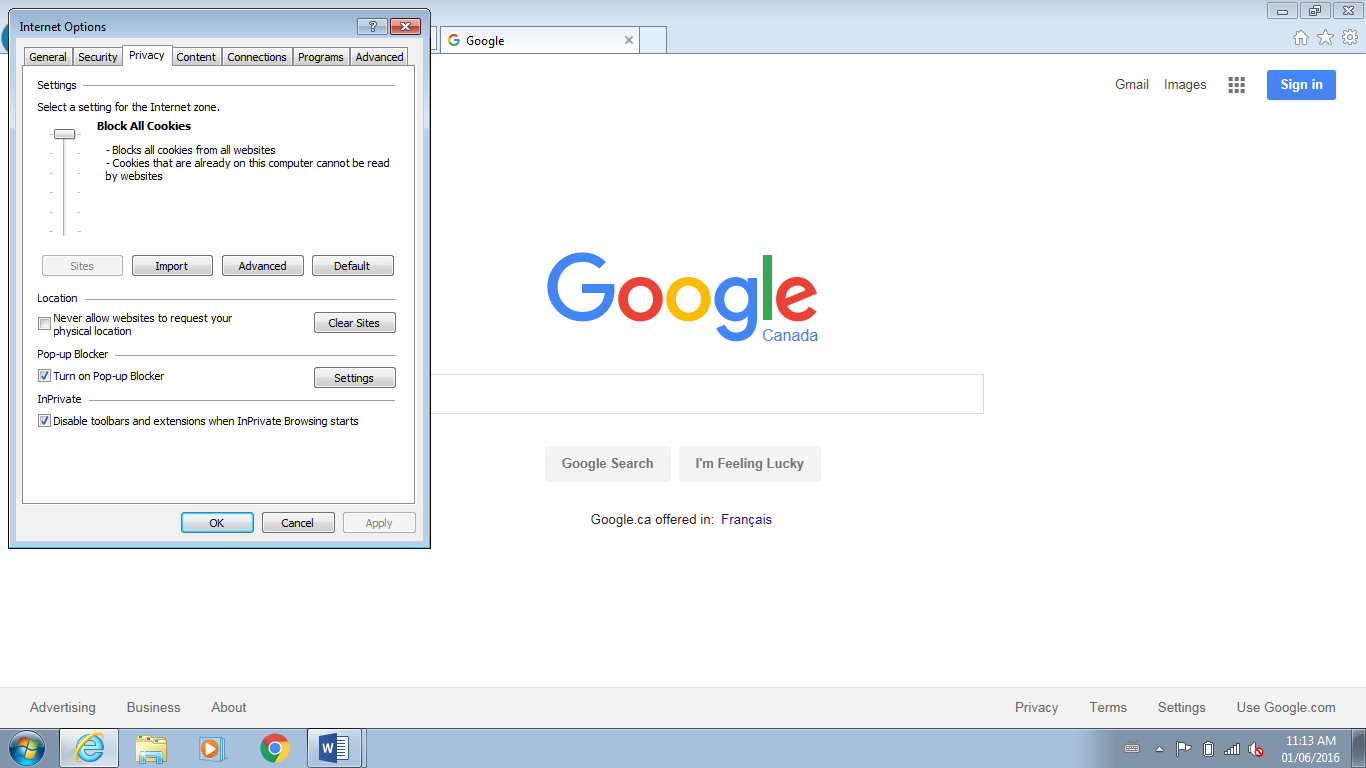 Internet Options
General Security Privacy Content Connections Programs Advanced
Settings
Select a setting for the Internet zone.
Block All Cookies
- Blocks all cookies from all websites
- Cookies that are already on this computer cannot be read
by websites
Sites Import Advanced Default
Location
Never allow websites to request your
physical location
Clear Sites
Pop-up Blocker
Turn on Pop-up Blocker
Settings
InPrivate
Disable toolbars and extensions when InPrivate Browsing starts
OK Cancel Apply
Google
Gmail Images Sign in
Google
Canada
Google Search I'm Feeling Lucky
Google.ca offered in: Français
Advertising Business About Privacy Terms Settings Use Google.com
W
11:13 AM
01/06/2016